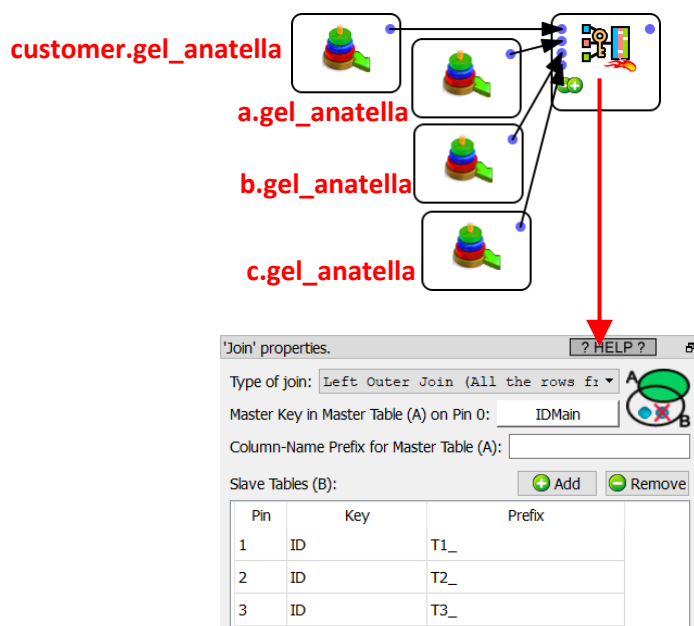 customer.gel_anatella
a.gel_anatella
b.gel_anatella
c.gel_anatella
'Join' properties.
? HELP ?
Type of join: Left Outer Join (All the rows fr
A
B
Master Key in Master Table (A) on Pin 0: IDMain
Column-Name Prefix for Master Table (A):
Slave Tables (B): Add Remove
Pin Key Prefix
1 ID T1_
2 ID T2_
3 ID T3_